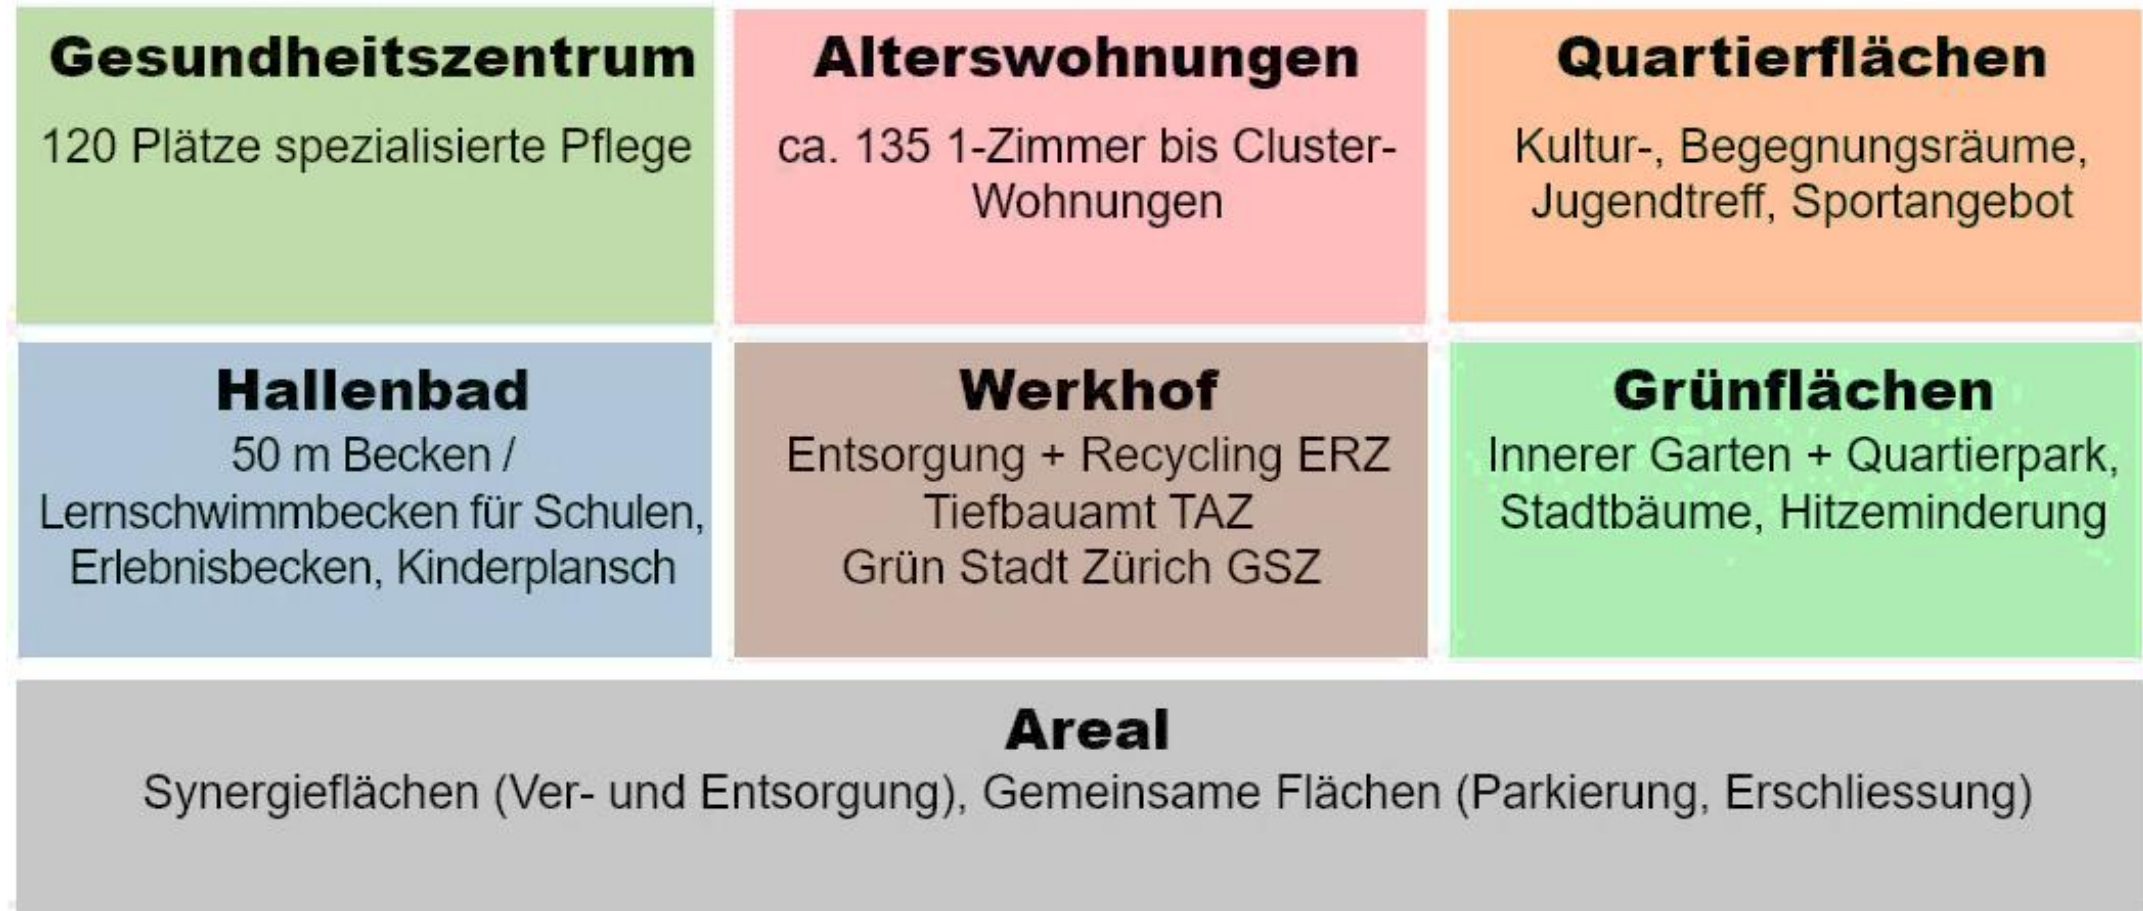 Gesundheitszentrum
120 Plätze spezialisierte Pflege
Alterswohnungen
ca. 135 1-Zimmer bis Cluster-
Wohnungen
Quartierflächen
Kultur-, Begegnungsräume,
Jugendtreff, Sportangebot
Hallenbad
50 m Becken /
Lernschwimmbecken für Schulen,
Erlebnisbecken, Kinderplansch
Werkhof
Entsorgung + Recycling ERZ
Tiefbauamt TAZ
Grün Stadt Zürich GSZ
Grünflächen
Innerer Garten + Quartierpark,
Stadtbäume, Hitzeminderung
Areal
Synergieflächen (Ver- und Entsorgung), Gemeinsame Flächen (Parkierung, Erschliessung)